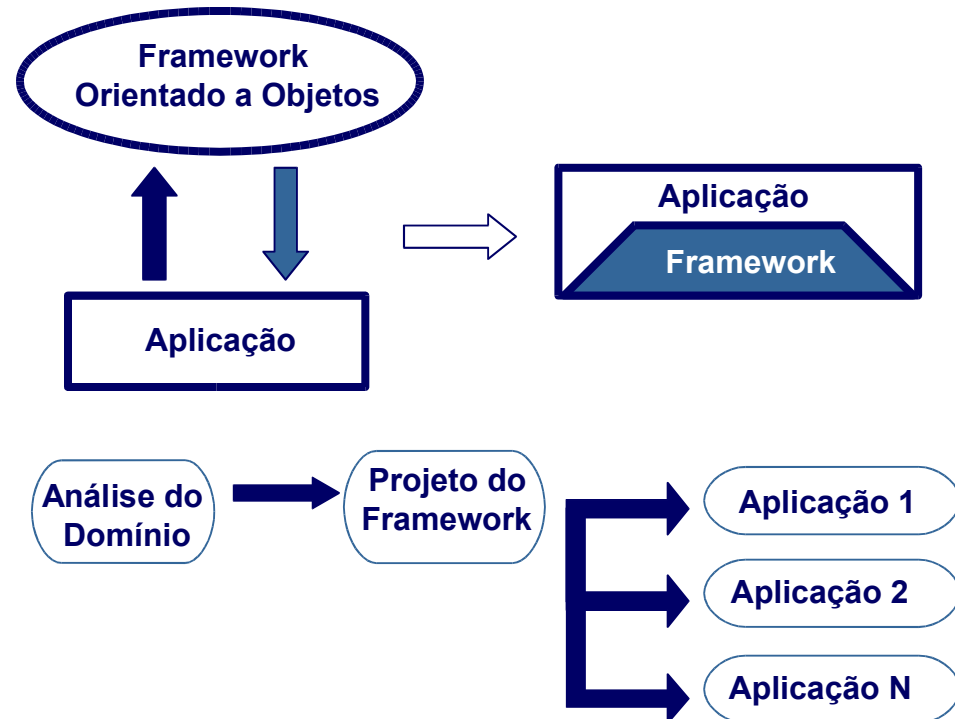 Framework
Orientado a Objetos
Aplicação
Framework
Aplicação
Análise do
Domínio
Projeto do
Framework
Aplicação 1
Aplicação 2
Aplicação N